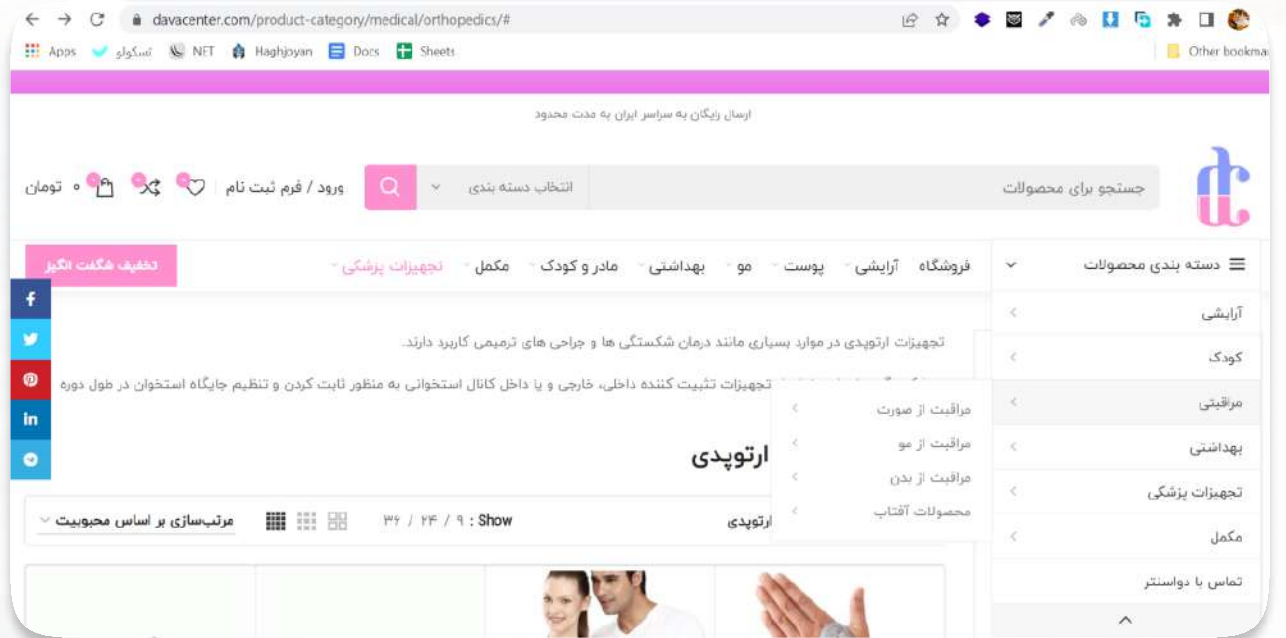 davacenter.com/product-category/medical/orthopedics/#
Apps تسکولو NET Haghjoyan Docs Sheets Other bookma
ارسال رایگان به سراسر ایران به مدت محدود
جستجو برای محصولات انتخاب دسته بندی ورود / فرم ثبت نام ۰ تومان
دسته بندی محصولات فروشگاه آرایشی پوست مو بهداشتی مادر و کودک مکمل تجهیزات پزشکی تخفیف شگفت انگیز
آرایشی
کودک
مراقبتی
بهداشتی
تجهیزات پزشکی
مکمل
تماس با دواسنتر
مراقبت از صورت
مراقبت از مو
مراقبت از بدن
محصولات آفتاب
تجهیزات ارتوپدی در موارد بسیاری مانند درمان شکستگی ها و جراحی های ترمیمی کاربرد دارند.
تجهیزات تثبیت کننده داخلی، خارجی و یا داخل کانال استخوانی به منظور ثابت کردن و تنظیم جایگاه استخوان در طول دوره
ارتوپدی
ارتوپدی Show : ۹ / ۲۴ / ۳۶ مرتب‌سازی بر اساس محبوبیت